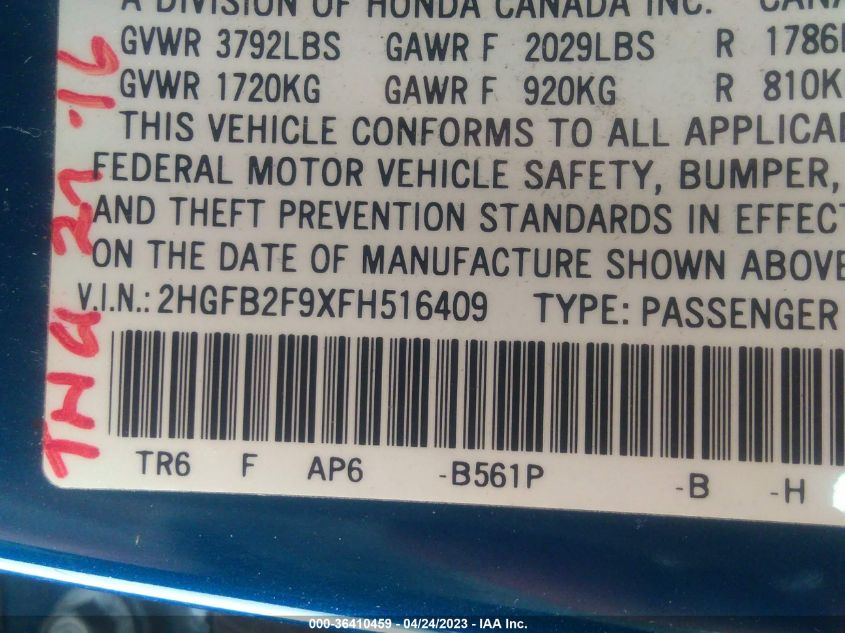 A DIVISION OF HONDA CANADA INC.
GVWR 3792LBS GAWR F 2029LBS R 1786
GVWR 1720KG GAWR F 920KG R 810K
THIS VEHICLE CONFORMS TO ALL APPLICA
FEDERAL MOTOR VEHICLE SAFETY, BUMPER,
AND THEFT PREVENTION STANDARDS IN EFFECT
ON THE DATE OF MANUFACTURE SHOWN ABOVE
V.I.N.: 2HGFB2F9XFH516409 TYPE: PASSENGER
TR6 F AP6 -B561P -B -H
000-36410459 - 04/24/2023 - IAA Inc.